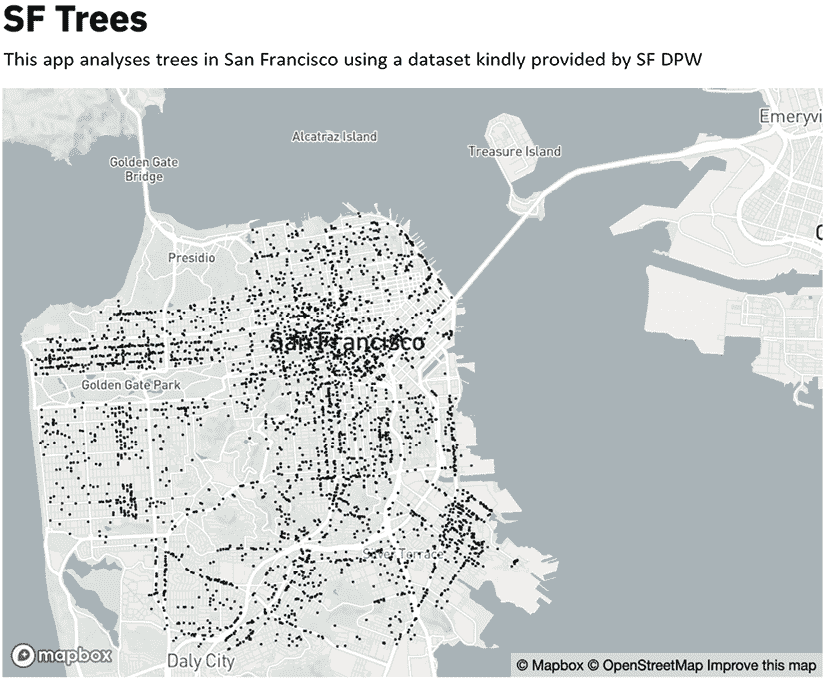 SF Trees
This app analyses trees in San Francisco using a dataset kindly provided by SF DPW
Emeryvi
Alcatraz Island
Treasure Island
Golden Gate
Bridge
Presidio
San Francisco
Golden Gate Park
Silver Terrace
Daly City
mapbox
© Mapbox © OpenStreetMap Improve this map